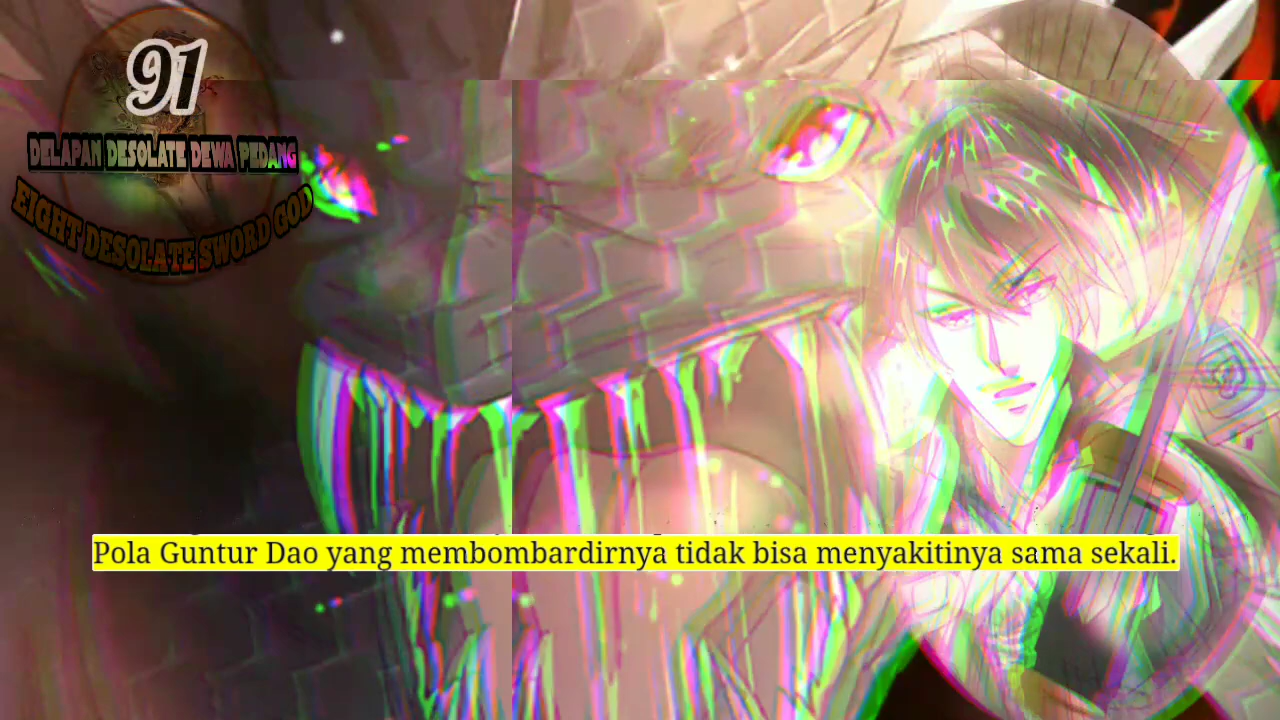 91
DELAPAN DESOLATE DEWA PEDANG
EIGHT DESOLATE SWORD GOD
Pola Guntur Dao yang membombardirnya tidak bisa menyakitinya sama sekali.